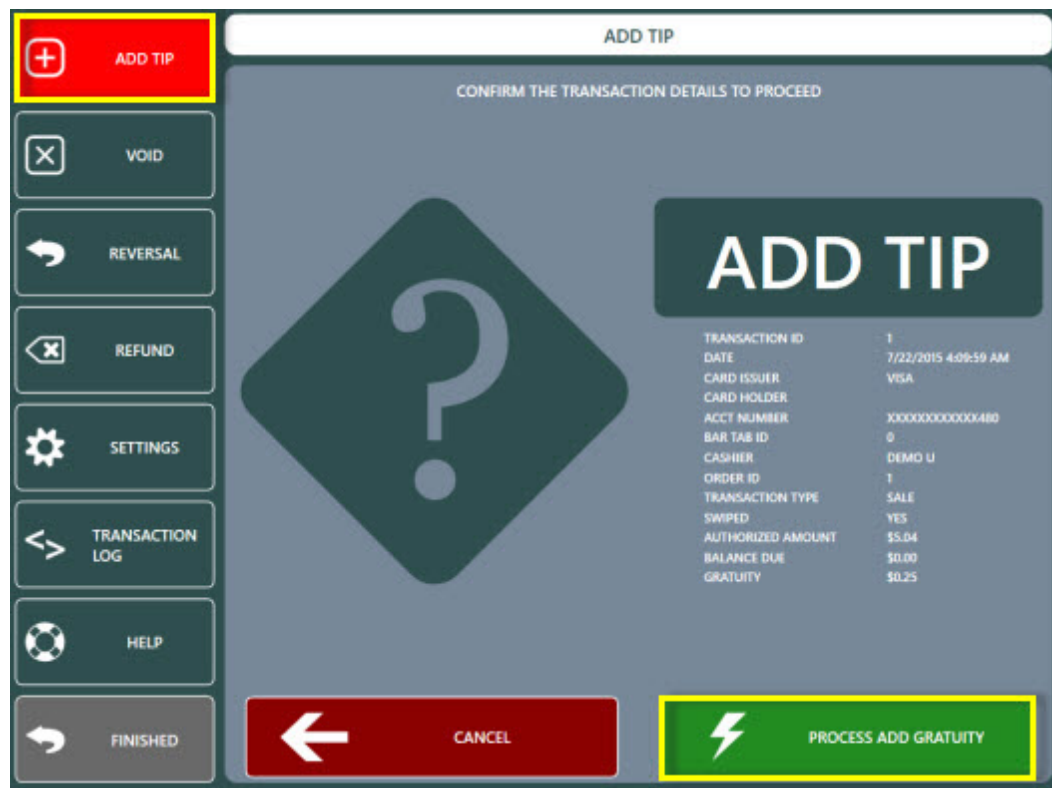 ADD TIP
VOID
REVERSAL
REFUND
SETTINGS
TRANSACTION
LOG
HELP
FINISHED
ADD TIP
CONFIRM THE TRANSACTION DETAILS TO PROCEED
?
ADD TIP
TRANSACTION ID 1
DATE 7/22/2015 4:09:59 AM
CARD ISSUER VISA
CARD HOLDER
ACCT NUMBER XXXXXXXXXXXXX480
BAR TAB ID 0
CASHIER DEMO U
ORDER ID 1
TRANSACTION TYPE SALE
SWIPED YES
AUTHORIZED AMOUNT $5.04
BALANCE DUE $0.00
GRATUITY $0.25
CANCEL
PROCESS ADD GRATUITY